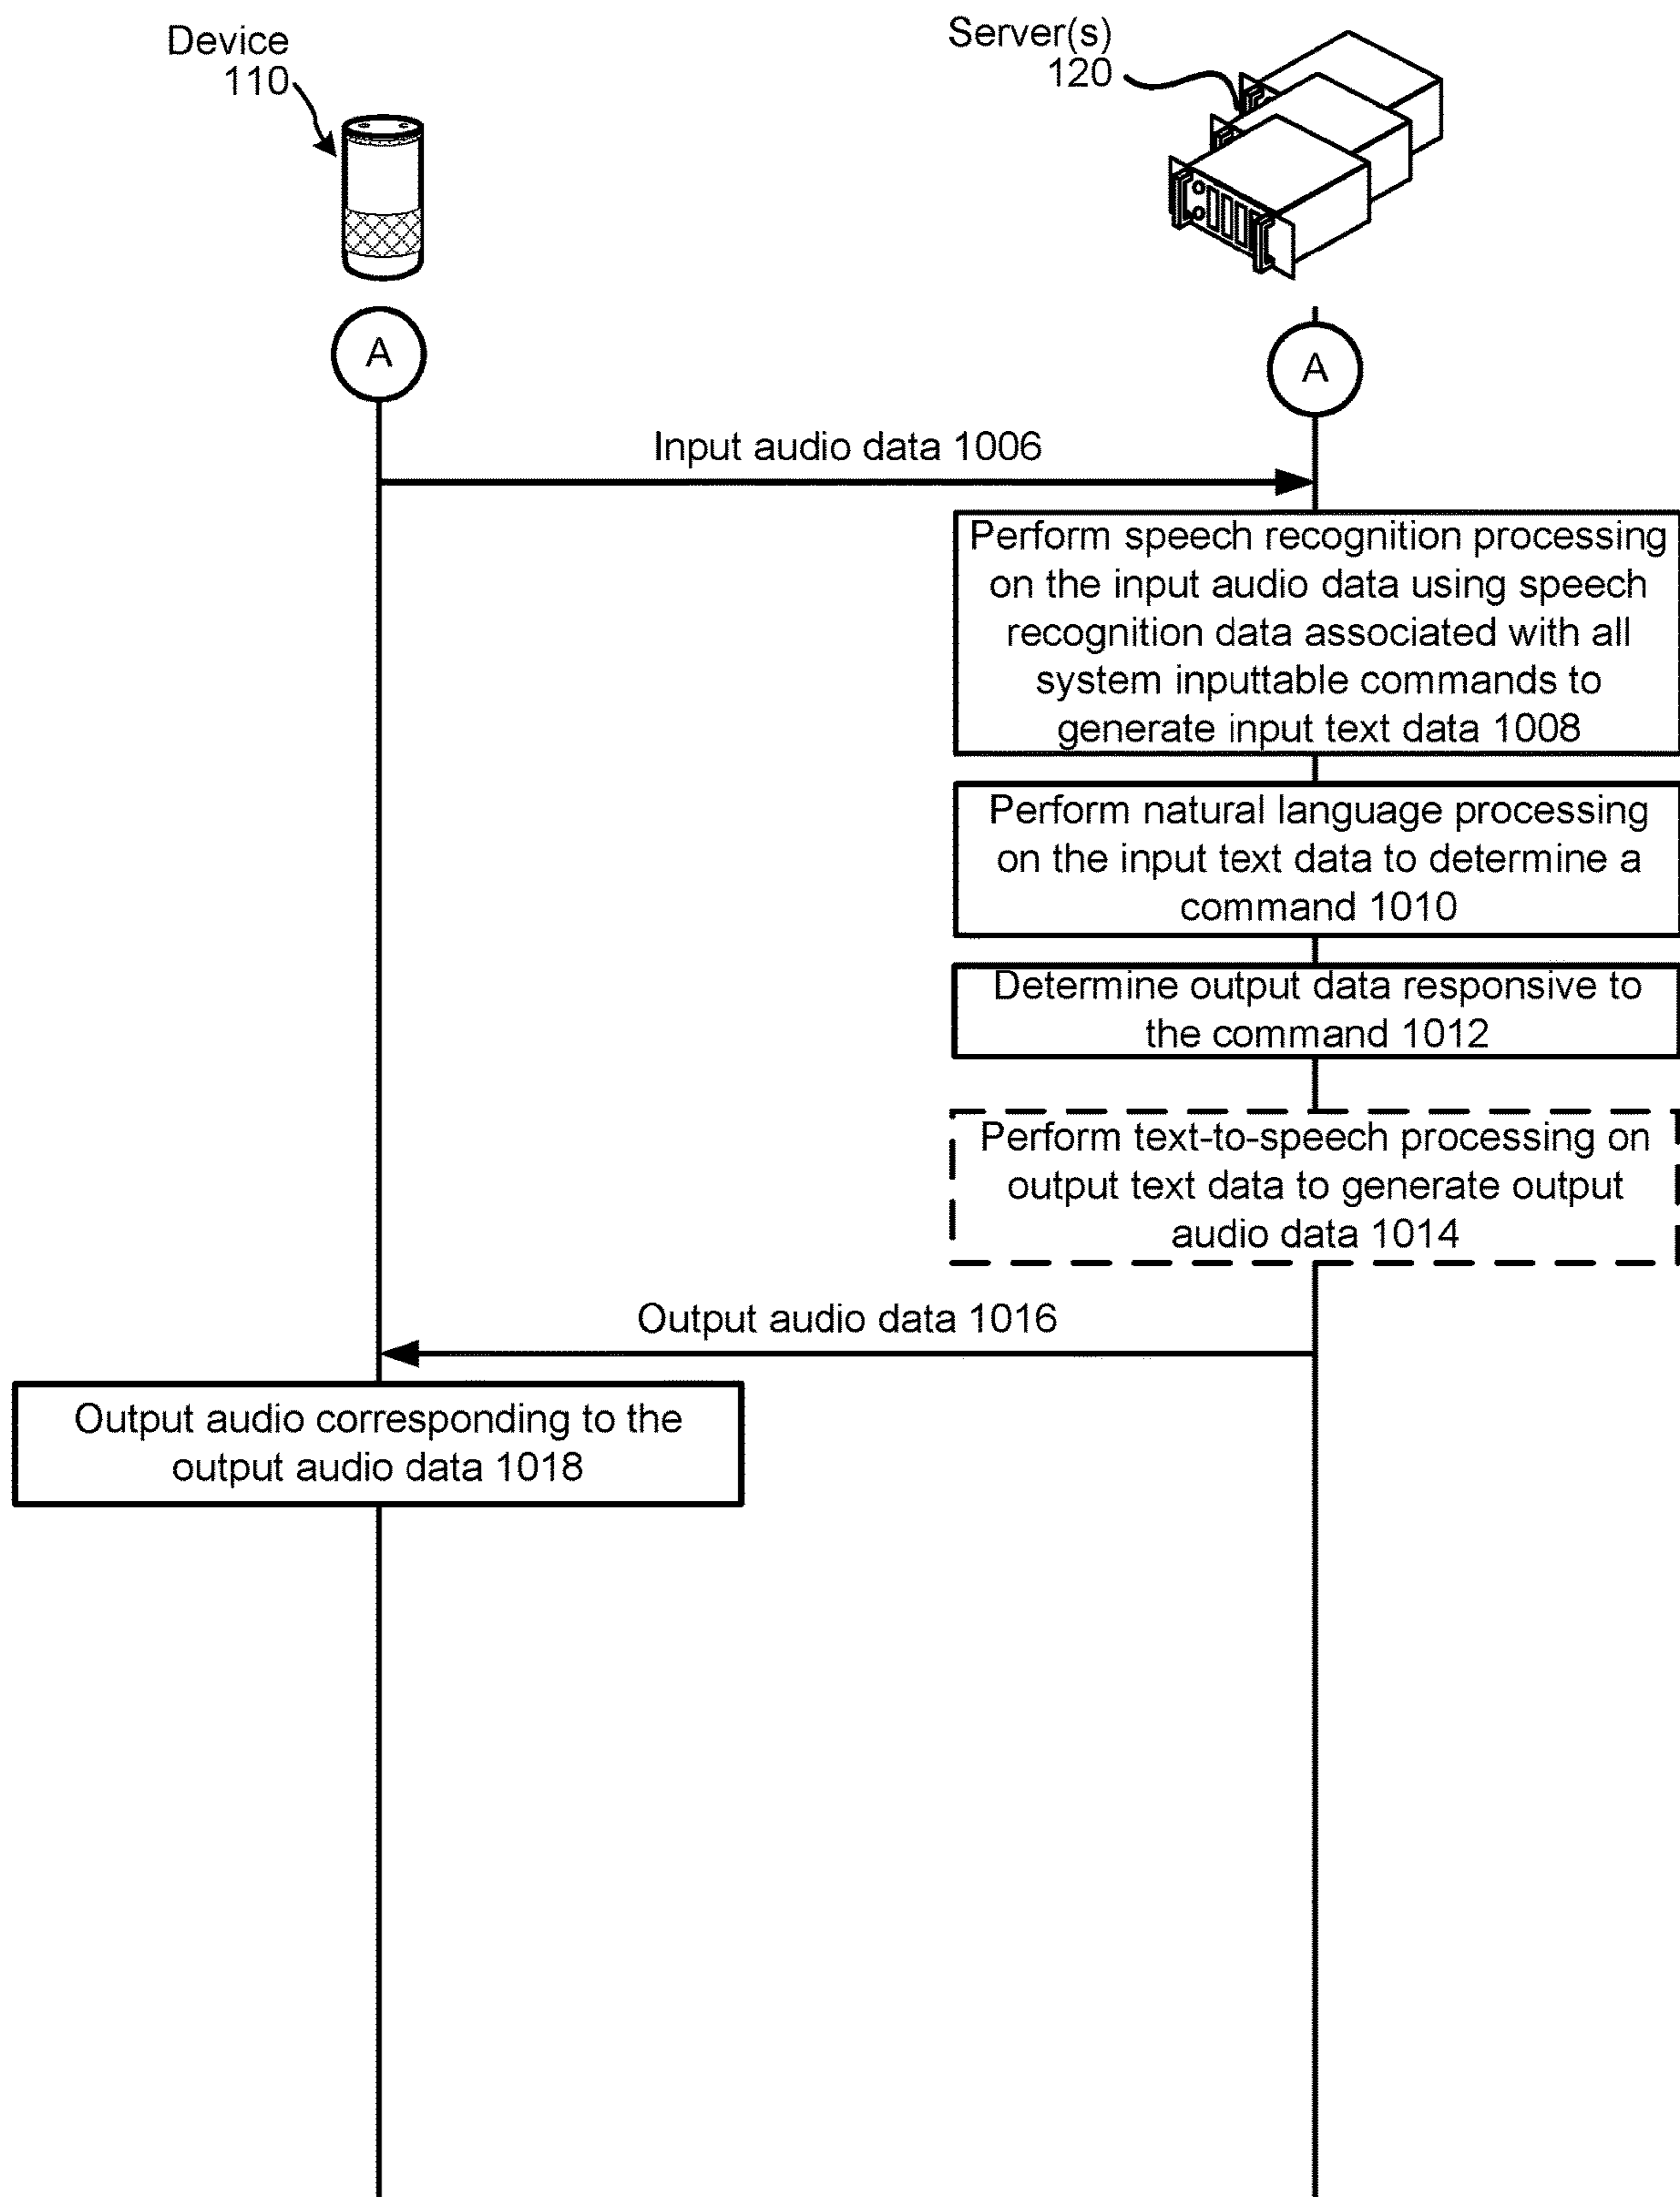 Device
110
Server(s)
120
A
A
Input audio data 1006
Perform speech recognition processing
on the input audio data using speech
recognition data associated with all
system inputtable commands to
generate input text data 1008
Perform natural language processing
on the input text data to determine a
command 1010
Determine output data responsive to
the command 1012
Perform text-to-speech processing on
output text data to generate output
audio data 1014
Output audio data 1016
Output audio corresponding to the
output audio data 1018